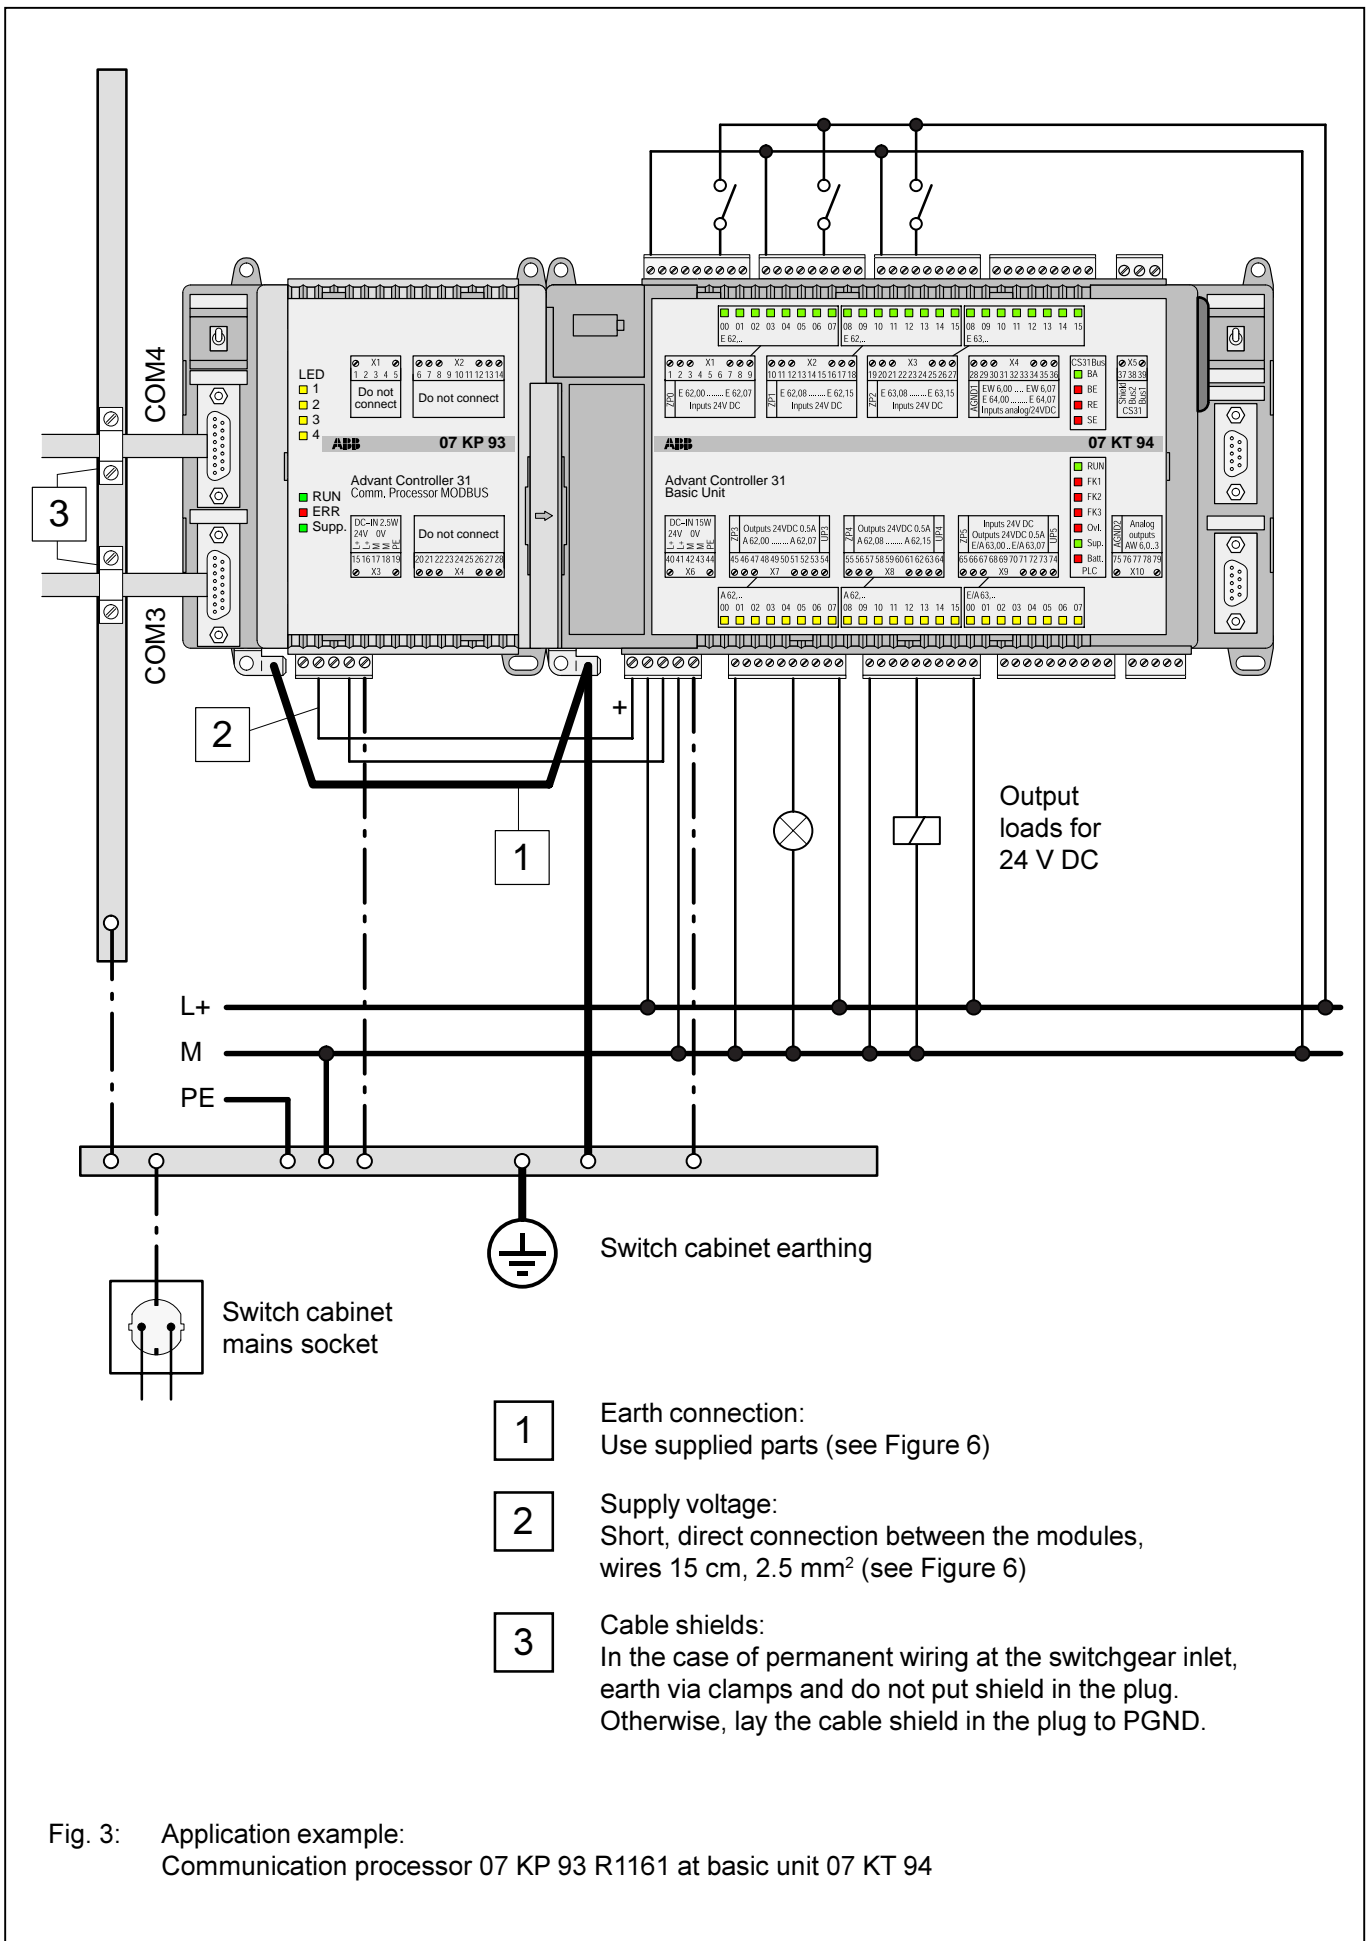 00 01 02 03 04 05 06 07
E 62,..
08 09 10 11 12 13 14 15
E 62,..
08 09 10 11 12 13 14 15
E 63,..
COM4
LED
1
2
3
4
X1
1 2 3 4 5
Do not
connect
X2
6 7 8 9 10 11 12 13 14
Do not connect
ABB
07 KP 93
Advant Controller 31
Comm, Processor MODBUS
RUN
ERR
Supp.
DC–IN 2.5W
24V 0V
L+ L+ M M PE
15 16 17 18 19
X3
Do not connect
20 21 22 23 24 25 26 27 28
X4
X1
1 2 3 4 5 6 7 8 9
ZP0
E 62,00 ........ E 62,07
Inputs 24V DC
X2
10 11 12 13 14 15 16 17 18
ZP1
E 62,08 ........ E 62,15
Inputs 24V DC
X3
19 20 21 22 23 24 25 26 27
ZP2
E 63,08 ...... E 63,15
Inputs 24V DC
X4
28 29 30 31 32 33 34 35 36
AGND1
EW 6,00 .... EW 6,07
E 64,00 ....... E 64,07
Inputs analog/24VDC
CS31Bus
BA
BE
RE
SE
X5
37 38 39
Shield
Bus2
Bus1
CS31
ABB
07 KT 94
Advant Controller 31
Basic Unit
RUN
FK1
FK2
FK3
Ovl.
Sup.
Batt.
PLC
DC–IN 15W
24V 0V
L+ L+ M M PE
40 41 42 43 44
X6
ZP3
Outputs 24VDC 0.5A
A 62,00 ........ A 62,07
UP3
45 46 47 48 49 50 51 52 53 54
X7
ZP4
Outputs 24VDC 0.5A
A 62,08 ........ A 62,15
UP4
55 56 57 58 59 60 61 62 63 64
X8
ZP5
Inputs 24V DC
Outputs 24VDC 0.5A
E/A 63,00 .. E/A 63,07
UP5
65 66 67 68 69 70 71 72 73 74
X9
AGND2
Analog
outputs
AW 6,0..3
75 76 77 78 79
X10
A 62,..
00 01 02 03 04 05 06 07
A 62,..
08 09 10 11 12 13 14 15
E/A 63,..
00 01 02 03 04 05 06 07
3
COM3
2
+
1
Output
loads for
24 V DC
L+
M
PE
Switch cabinet earthing
Switch cabinet
mains socket
1
Earth connection:
Use supplied parts (see Figure 6)
2
Supply voltage:
Short, direct connection between the modules,
wires 15 cm, 2.5 mm² (see Figure 6)
3
Cable shields:
In the case of permanent wiring at the switchgear inlet,
earth via clamps and do not put shield in the plug.
Otherwise, lay the cable shield in the plug to PGND.
Fig. 3: Application example:
Communication processor 07 KP 93 R1161 at basic unit 07 KT 94